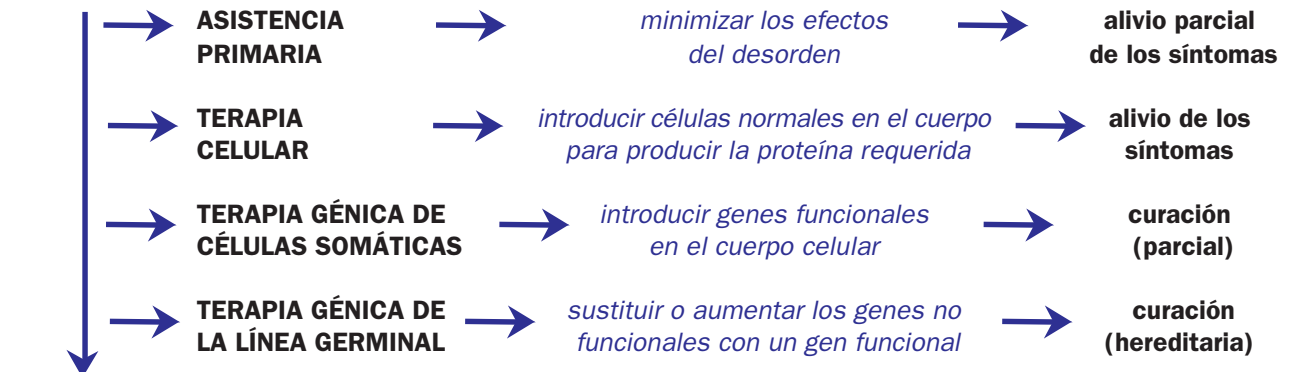 ASISTENCIA
PRIMARIA
minimizar los efectos
del desorden
alivio parcial
de los síntomas
TERAPIA
CELULAR
introducir células normales en el cuerpo
para producir la proteína requerida
alivio de los
síntomas
TERAPIA GÉNICA DE
CÉLULAS SOMÁTICAS
introducir genes funcionales
en el cuerpo celular
curación
(parcial)
TERAPIA GÉNICA DE
LA LÍNEA GERMINAL
sustituir o aumentar los genes no
funcionales con un gen funcional
curación
(hereditaria)